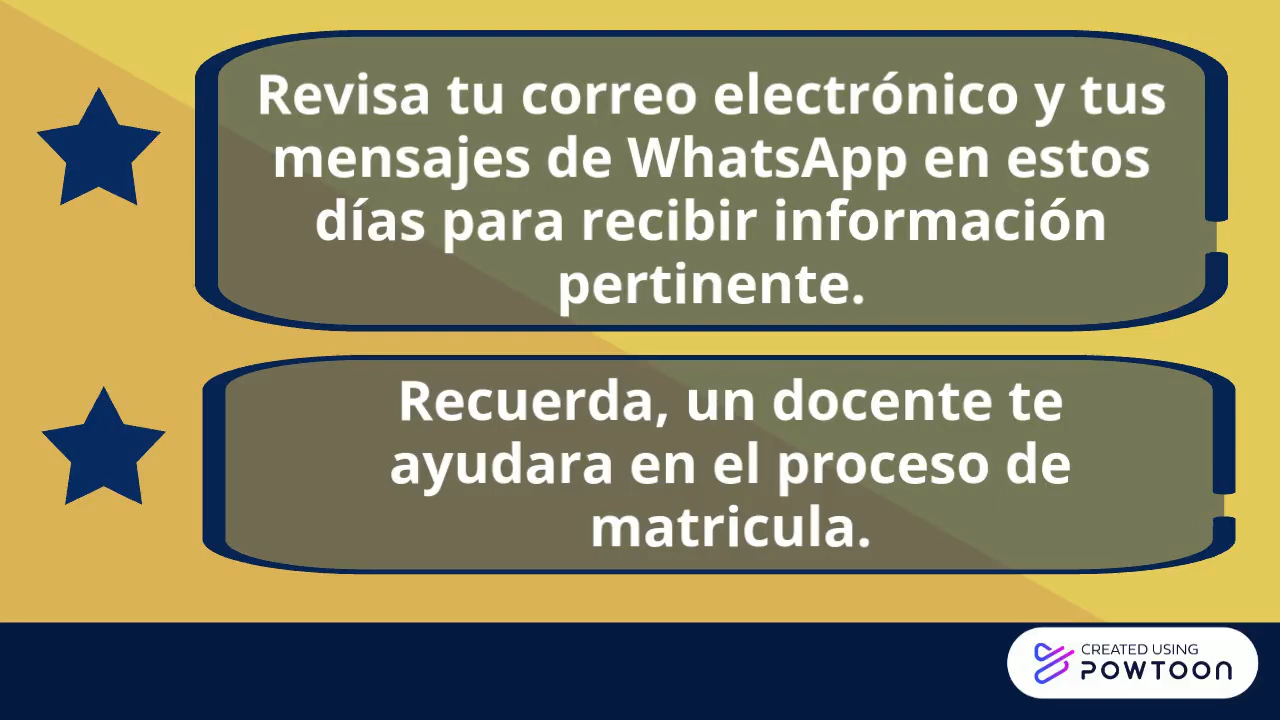 Revisa tu correo electrónico y tus
mensajes de WhatsApp en estos
días para recibir información
pertinente.
Recuerda, un docente te
ayudara en el proceso de
matricula.
CREATED USING
POWTOON